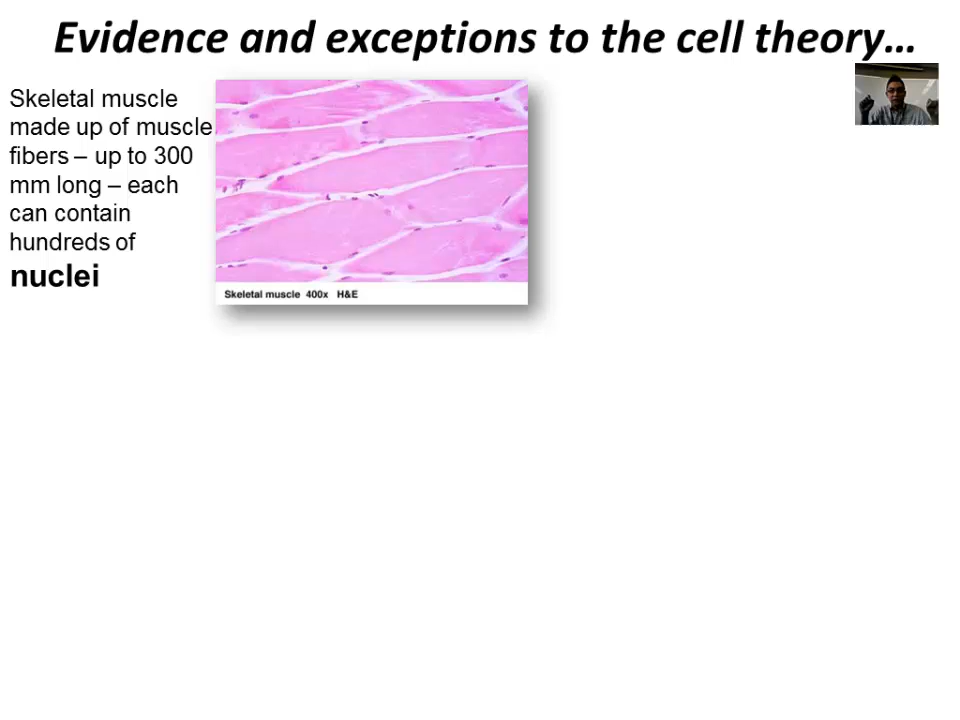 Evidence and exceptions to the cell theory…
Skeletal muscle
made up of muscle
fibers – up to 300
mm long – each
can contain
hundreds of
nuclei
Skeletal muscle 400x H&E